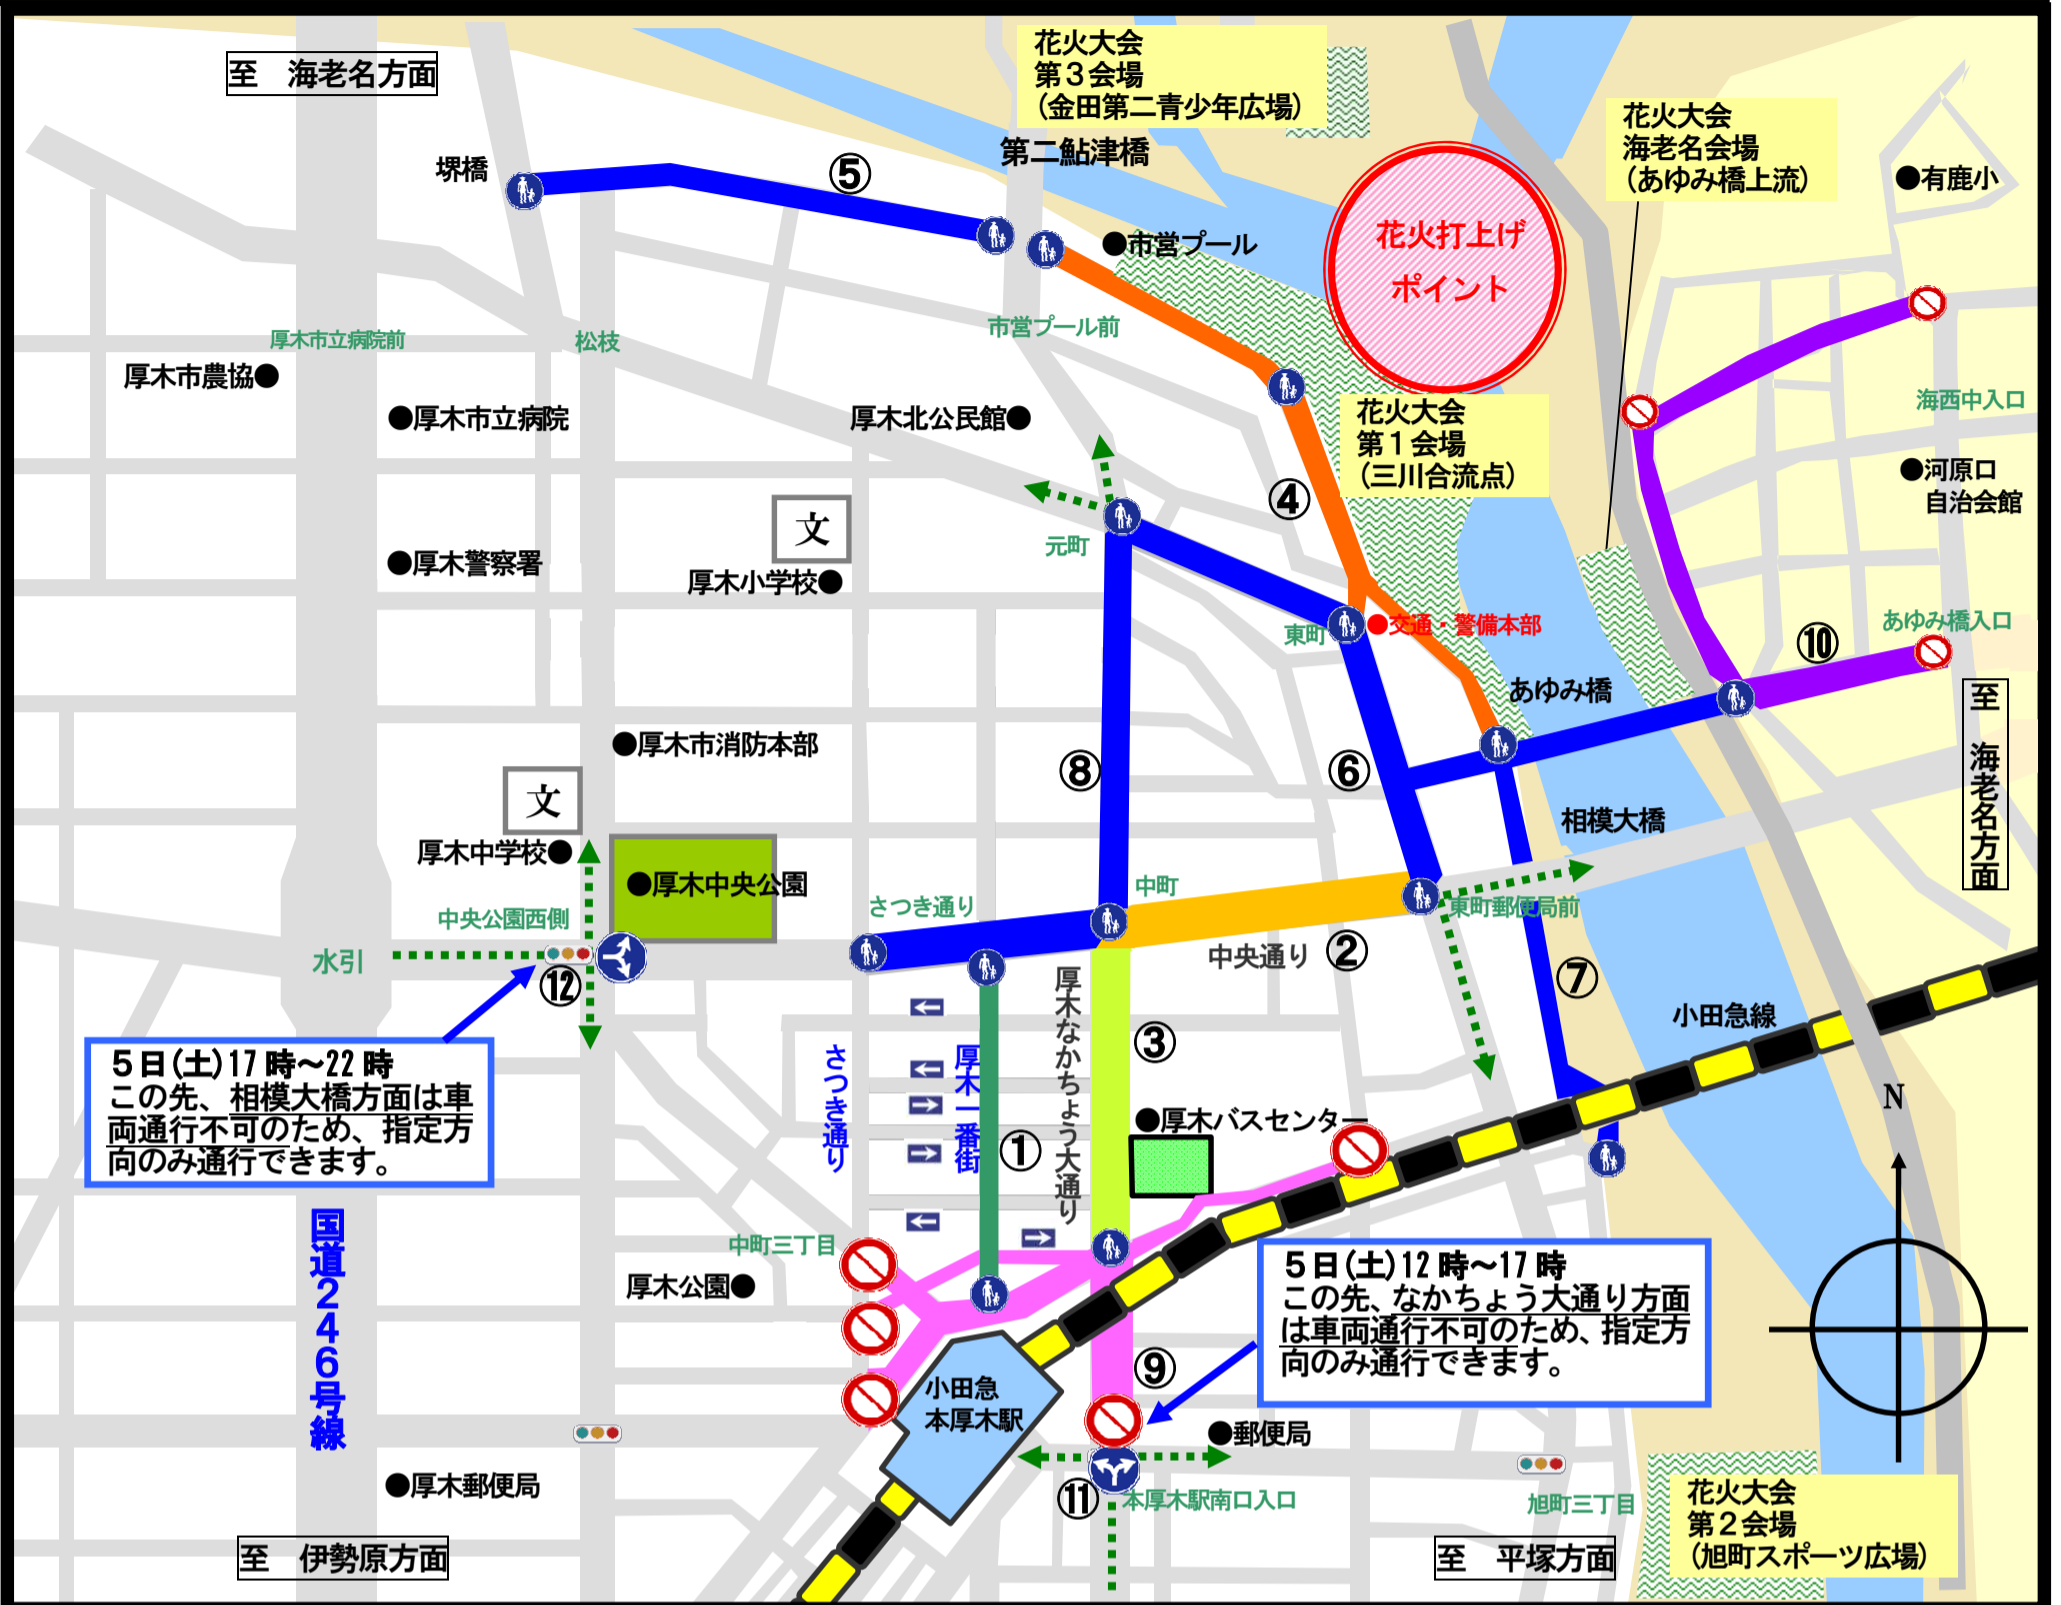 至　海老名方面
花火大会
第３会場
（金田第二青少年広場）
花火大会
海老名会場
（あゆみ橋上流）
堺橋
⑤
第二鮎津橋
●有鹿小
●市営プール
花火打上げ
ポイント
厚木市立病院前
松枝
市営プール前
厚木市農協●
●厚木市立病院
厚木北公民館●
花火大会
第１会場
（三川合流点）
海西中入口
●河原口
自治会館
④
文
厚木小学校●
●厚木警察署
元町
東町
●交通・警備本部
あゆみ橋入口
⑩
あゆみ橋
至　海老名方面
●厚木市消防本部
⑧
⑥
文
厚木中学校●
●厚木中央公園
相模大橋
中町
さつき通り
東町郵便局前
中央公園西側
水引
⑫
中央通り
②
⑦
小田急線
厚木なかちょう大通り
③
さつき通り
厚木一番街
①
●厚木バスセンター
N
５日(土)17時～22時
この先、相模大橋方面は車
両通行不可のため、指定方
向のみ通行できます。
国道２４６号線
中町三丁目
厚木公園●
５日(土)12時～17時
この先、なかちょう大通り方面
は車両通行不可のため、指定方
向のみ通行できます。
⑨
小田急
本厚木駅
●郵便局
●厚木郵便局
⑪
本厚木駅南口入口
旭町三丁目
花火大会
第２会場
（旭町スポーツ広場）
至　伊勢原方面
至　平塚方面